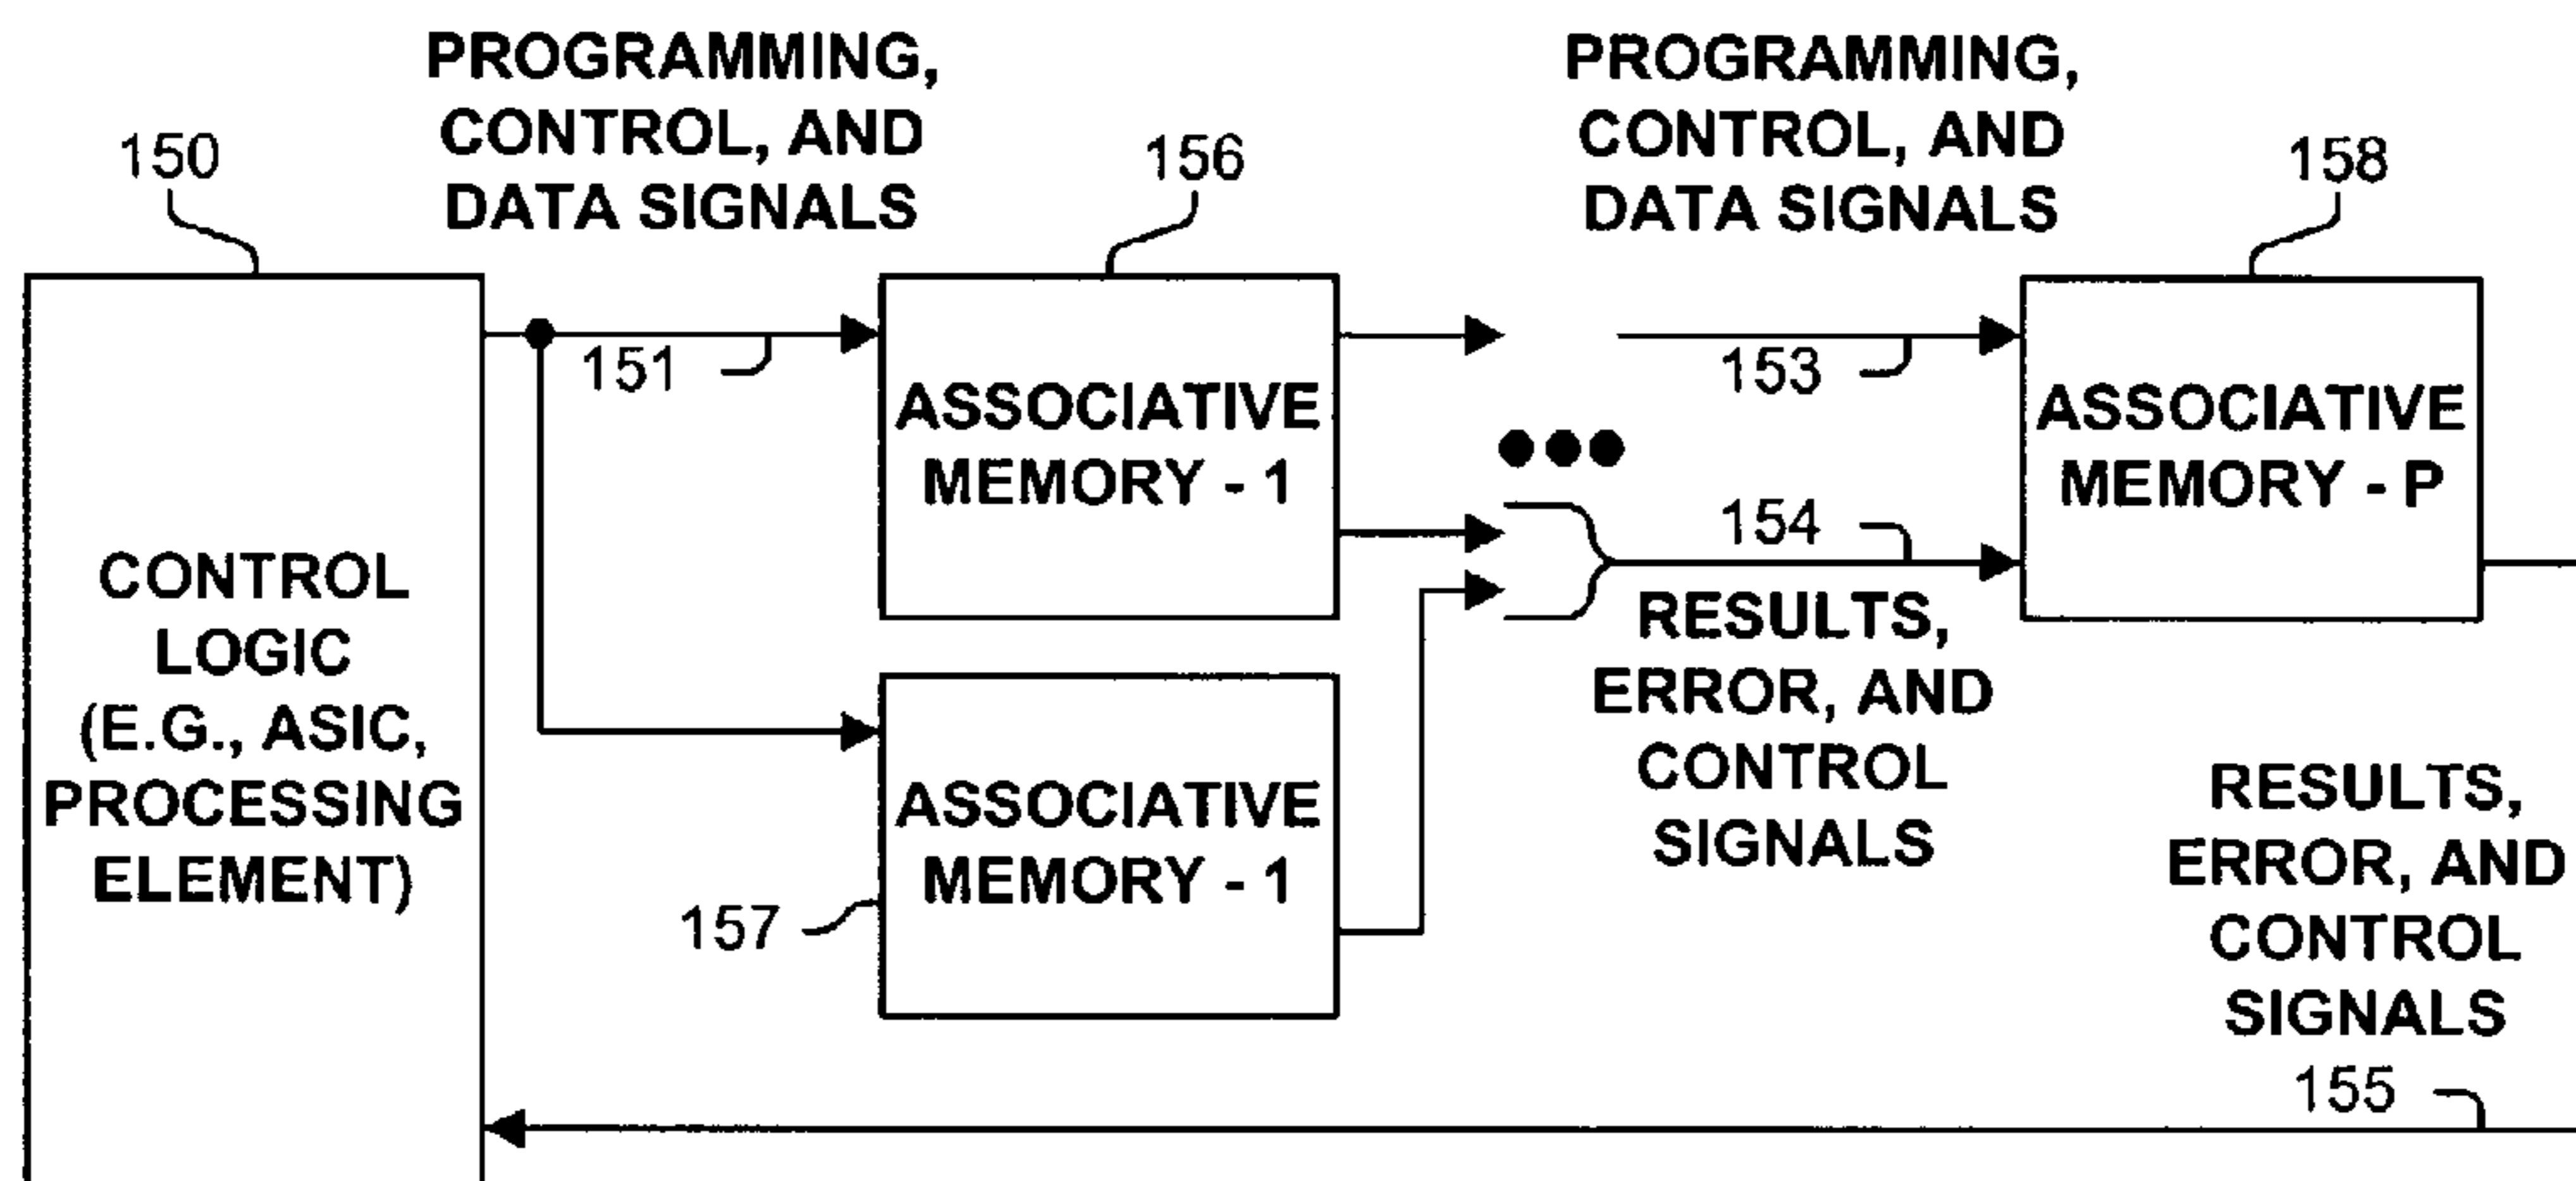 PROGRAMMING,
CONTROL, AND
DATA SIGNALS
PROGRAMMING,
CONTROL, AND
DATA SIGNALS
150
156
158
151
153
ASSOCIATIVE
MEMORY - 1
ASSOCIATIVE
MEMORY - P
154
CONTROL
LOGIC
(E.G., ASIC,
PROCESSING
ELEMENT)
RESULTS,
ERROR, AND
CONTROL
SIGNALS
ASSOCIATIVE
MEMORY - 1
157
RESULTS,
ERROR, AND
CONTROL
SIGNALS
155